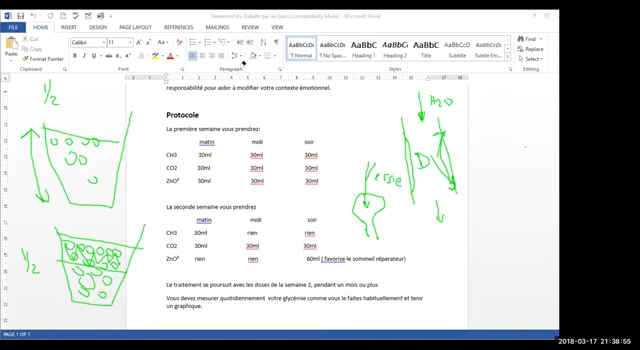 Traitement du Diabète par les Gans [Compatibility Mode] - Microsoft Word
FILE HOME INSERT DESIGN PAGE LAYOUT REFERENCES MAILINGS REVIEW VIEW
Cut
Copy
Format Painter
Calibri 11
AaBbCcDc AaBbCcDc AaBbC AaBbCc AaBbC AaBbCcD AaBbCcDc
¶ Normal ¶ No Spac... Heading 1 Heading 2 Title Subtitle Subtle Em...
Find
Replace
Select
Clipboard Font Paragraph Styles Editing
responsabilité pour aider à modifier votre contexte émotionnel.
Protocole
La première semaine vous prendrez:
matin midi soir
CH3 30ml 30ml 30ml
CO2 30ml 30ml 30ml
ZnO* 30ml 30ml 30ml
La seconde semaine vous prendrez
matin midi soir
CH3 30ml rien rien
CO2 30ml 30ml 30ml
ZnO* rien rien 60ml ( favorise le sommeil réparateur)
Le traitement se poursuit avec les doses de la semaine 2, pendant un mois ou plus
Vous devez mesurer quotidiennement votre glycémie comme vous le faites habituellement et tenir
un graphique.
1/2
1/2
H2O
D
PAGE 1 OF 1
2018-03-17 21:38:55